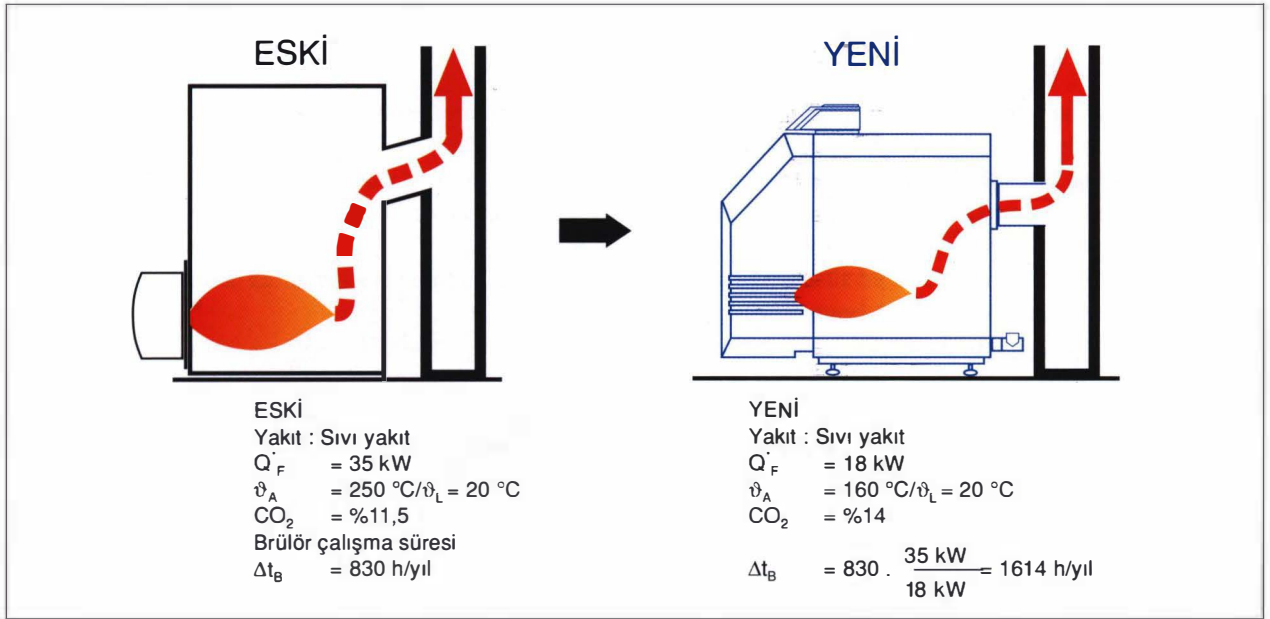 ESKİ
YENİ
ESKİ
Yakıt : Sıvı yakıt
Q̇F = 35 kW
ϑA = 250 °C/ϑL = 20 °C
CO2 = %11,5
Brülör çalışma süresi
ΔtB = 830 h/yıl
YENİ
Yakıt : Sıvı yakıt
Q̇F = 18 kW
ϑA = 160 °C/ϑL = 20 °C
CO2 = %14
ΔtB = 830 . 35 kW / 18 kW = 1614 h/yıl